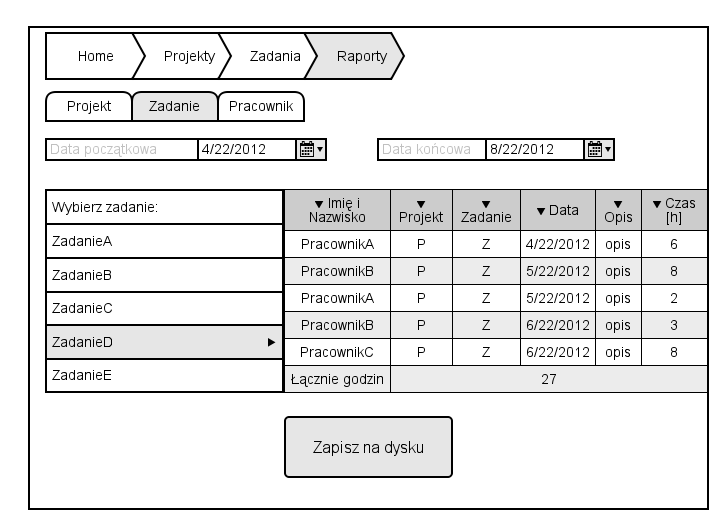 Home Projekty Zadania Raporty
Projekt Zadanie Pracownik
Data początkowa 4/22/2012 Data końcowa 8/22/2012
Wybierz zadanie:
ZadanieA
ZadanieB
ZadanieC
ZadanieD
ZadanieE
▼ Imię i Nazwisko ▼ Projekt ▼ Zadanie ▼ Data ▼ Opis ▼ Czas [h]
PracownikA P Z 4/22/2012 opis 6
PracownikB P Z 5/22/2012 opis 8
PracownikA P Z 5/22/2012 opis 2
PracownikB P Z 6/22/2012 opis 3
PracownikC P Z 6/22/2012 opis 8
Łącznie godzin 27
Zapisz na dysku